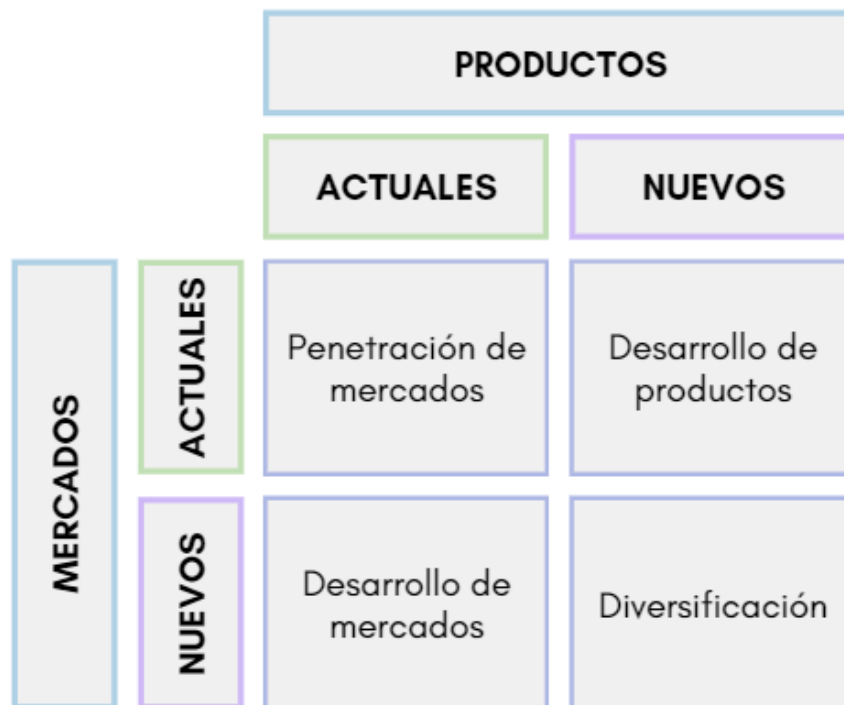 PRODUCTOS
ACTUALES
NUEVOS
MERCADOS
ACTUALES
Penetración de
mercados
Desarrollo de
productos
NUEVOS
Desarrollo de
mercados
Diversificación